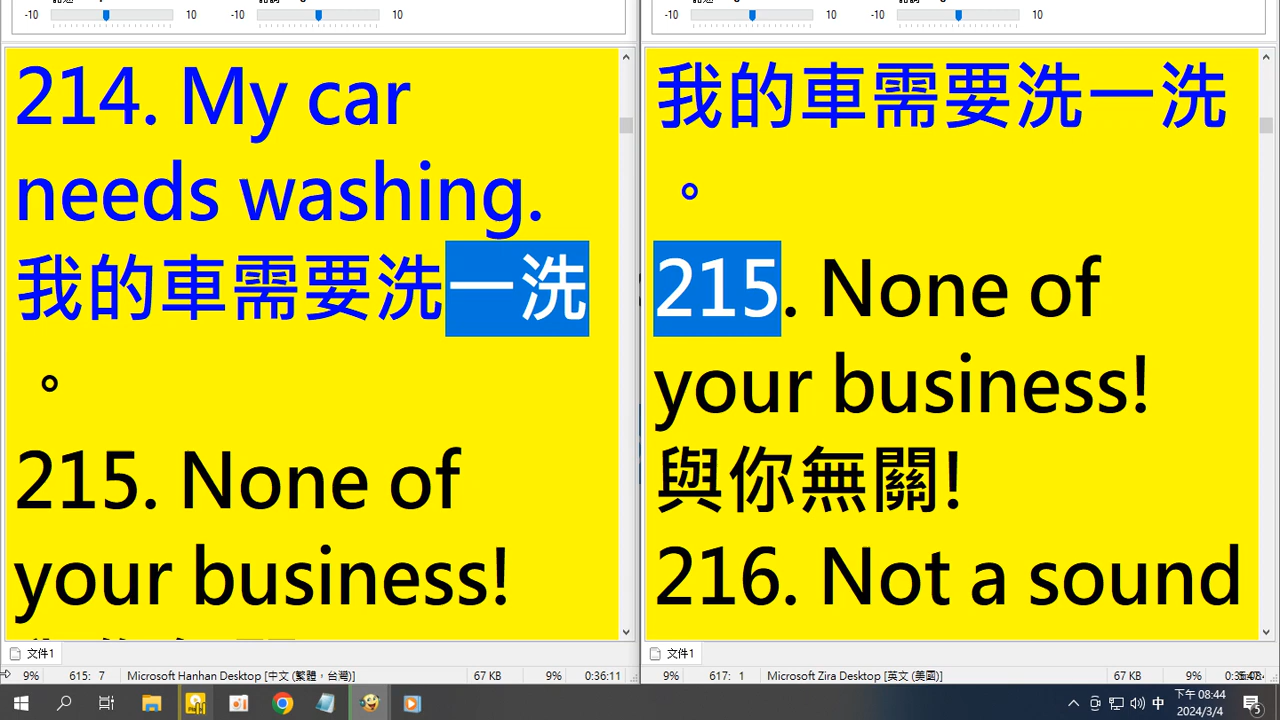 -10 10 -10 10
214. My car
needs washing.
我的車需要洗一洗
。
215. None of
your business!
文件1
9% 615: 7 Microsoft Hanhan Desktop [中文 (繁體，台灣)] 67 KB 9% 0:36:11
-10 10 -10 10
我的車需要洗一洗
。
215. None of
your business!
與你無關!
216. Not a sound
文件1
9% 617: 1 Microsoft Zira Desktop [英文 (美國)] 67 KB 9%
中 下午 08:44
2024/3/4
5